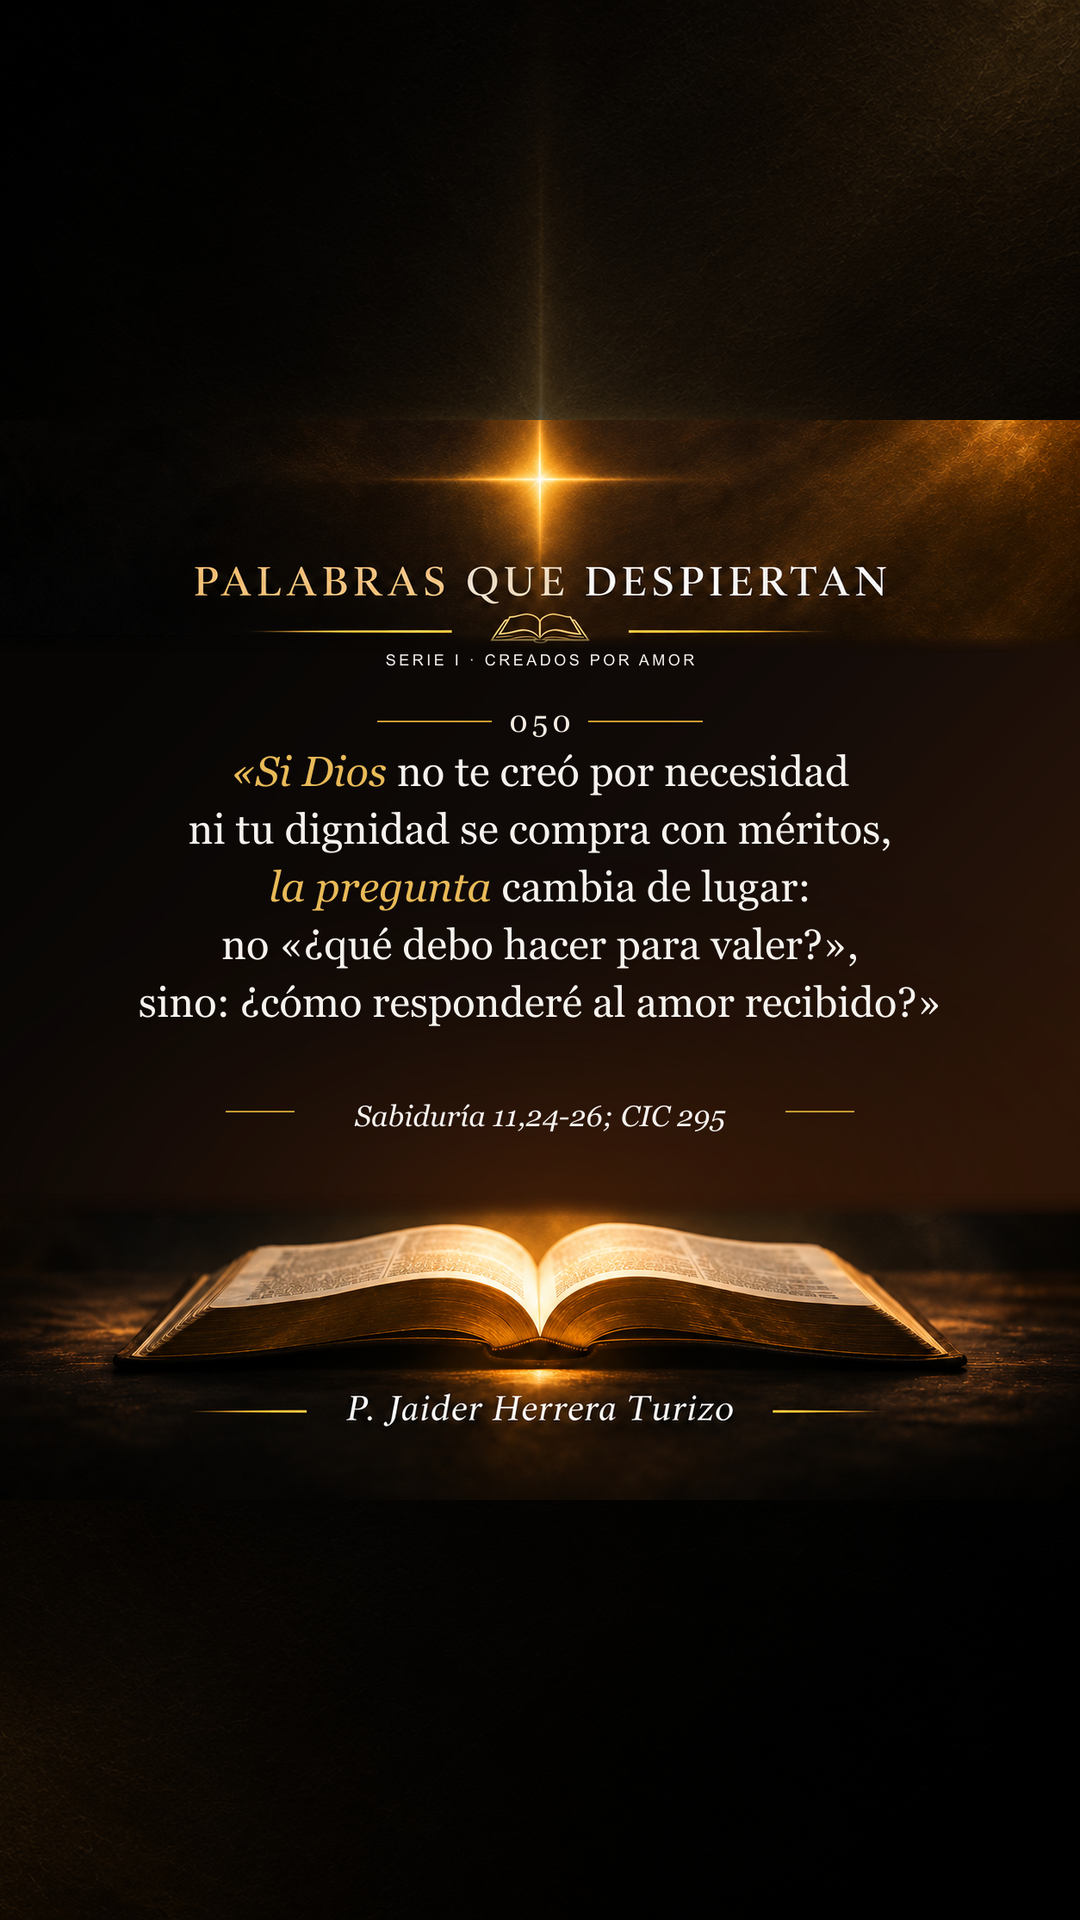 PALABRAS QUE DESPIERTAN
SERIE I · CREADOS POR AMOR
050
«Si Dios no te creó por necesidad
ni tu dignidad se compra con méritos,
la pregunta cambia de lugar:
no «¿qué debo hacer para valer?»,
sino: ¿cómo responderé al amor recibido?»
Sabiduría 11,24-26; CIC 295
P. Jaider Herrera Turizo